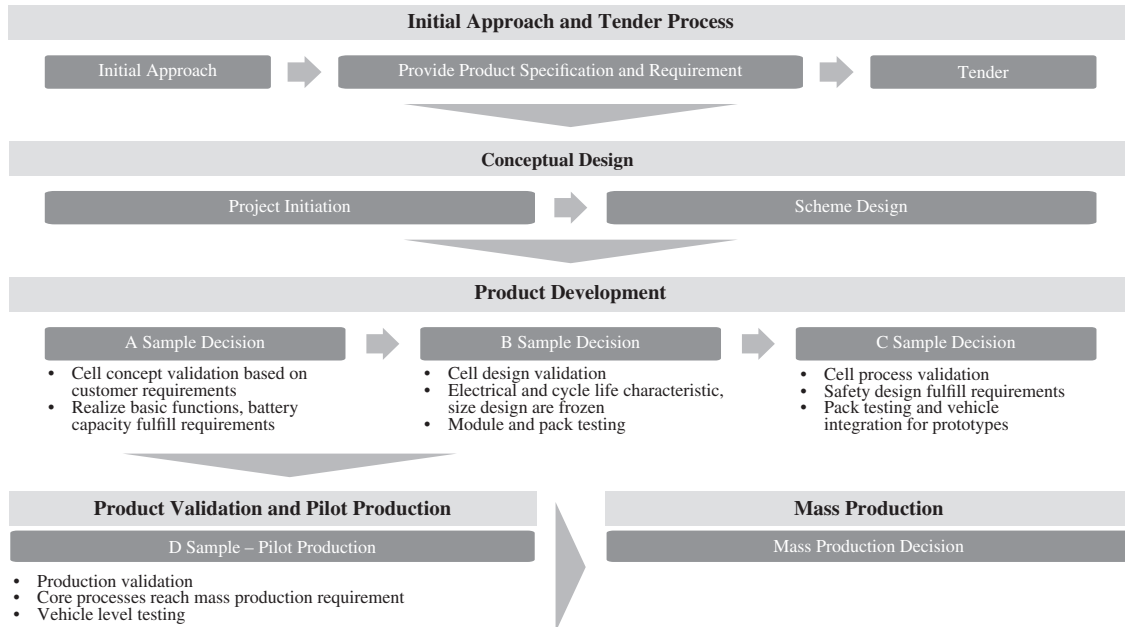 Initial Approach and Tender Process
Initial Approach
Provide Product Specification and Requirement
Tender
Conceptual Design
Project Initiation
Scheme Design
Product Development
A Sample Decision
• Cell concept validation based on
customer requirements
• Realize basic functions, battery
capacity fulfill requirements
B Sample Decision
• Cell design validation
• Electrical and cycle life characteristic,
size design are frozen
• Module and pack testing
C Sample Decision
• Cell process validation
• Safety design fulfill requirements
• Pack testing and vehicle
integration for prototypes
Product Validation and Pilot Production
D Sample – Pilot Production
• Production validation
• Core processes reach mass production requirement
• Vehicle level testing
Mass Production
Mass Production Decision